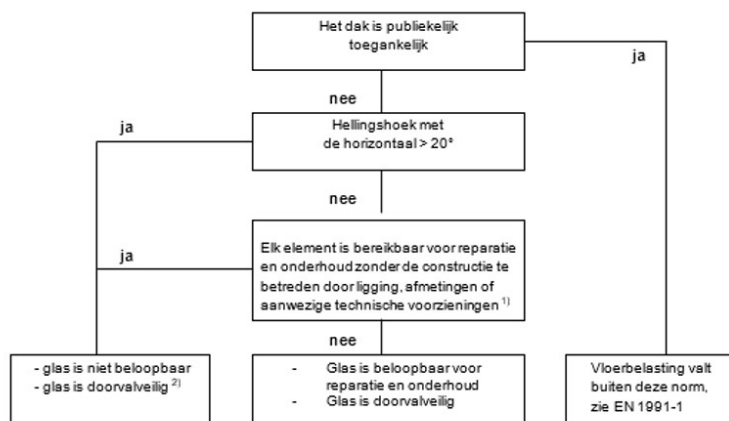 Het dak is publiekelijk
toegankelijk
ja
nee
ja
Hellingshoek met
de horizontaal > 20°
nee
ja
Elk element is bereikbaar voor reparatie
en onderhoud zonder de constructie te
betreden door ligging, afmetingen of
aanwezige technische voorzieningen 1)
nee
- glas is niet beloopbaar
- glas is doorvalveilig 2)
- Glas is beloopbaar voor
reparatie en onderhoud
- Glas is doorvalveilig
Vloerbelasting valt
buiten deze norm,
zie EN 1991-1